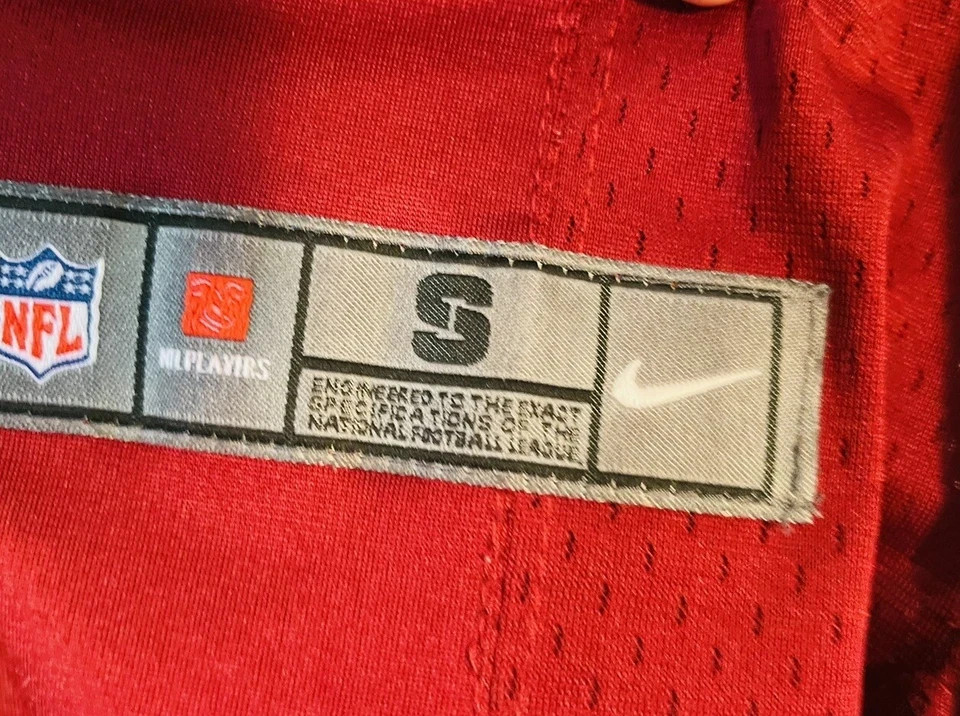 NFL
NFLPLAYERS
S
ENGINEERED TO THE EXACT
SPECIFICATIONS OF THE
NATIONAL FOOTBALL LEAGUE